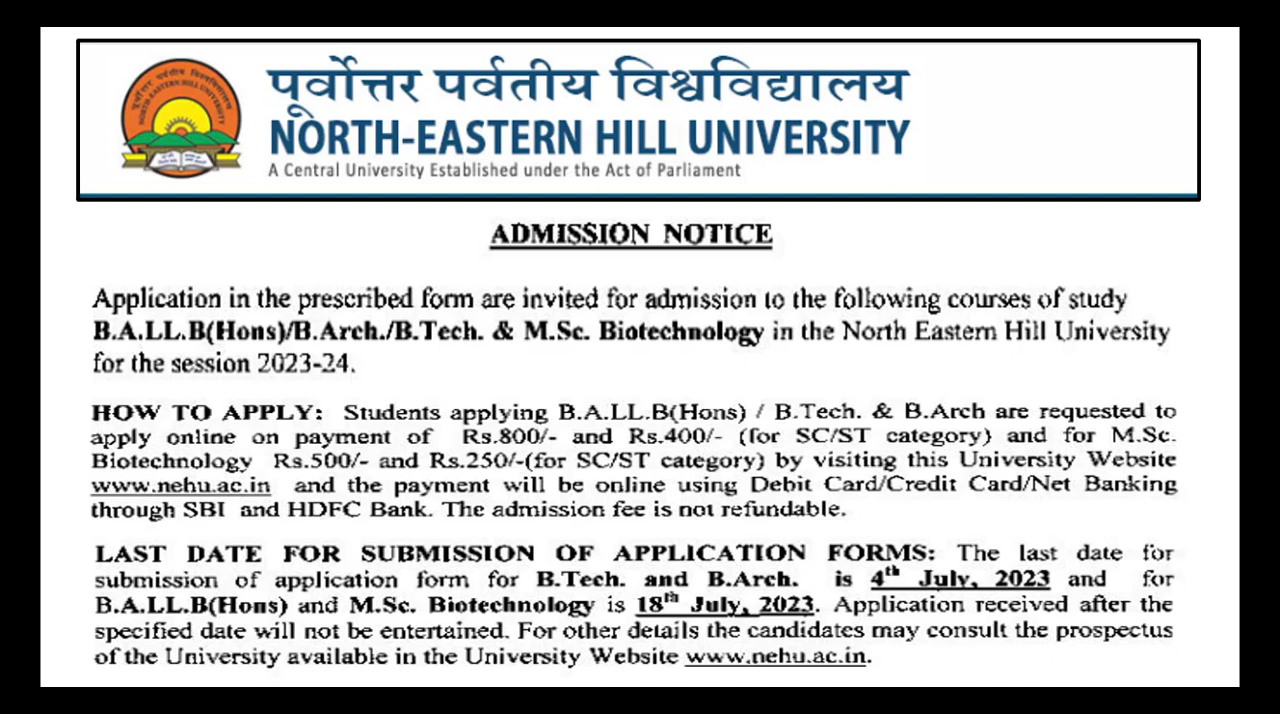 पूर्वोत्तर पर्वतीय विश्वविद्यालय
NORTH-EASTERN HILL UNIVERSITY
A Central University Established under the Act of Parliament
ADMISSION NOTICE
Application in the prescribed form are invited for admission to the following courses of study
B.A.LL.B(Hons)/B.Arch./B.Tech. & M.Sc. Biotechnology in the North Eastern Hill University
for the session 2023-24.
HOW TO APPLY: Students applying B.A.LL.B(Hons) / B.Tech. & B.Arch are requested to
apply online on payment of Rs.800/- and Rs.400/- (for SC/ST category) and for M.Sc.
Biotechnology Rs.500/- and Rs.250/-(for SC/ST category) by visiting this University Website
www.nehu.ac.in and the payment will be online using Debit Card/Credit Card/Net Banking
through SBI and HDFC Bank. The admission fee is not refundable.
LAST DATE FOR SUBMISSION OF APPLICATION FORMS: The last date for
submission of application form for B.Tech. and B.Arch. is 4th July, 2023 and for
B.A.LL.B(Hons) and M.Sc. Biotechnology is 18th July, 2023. Application received after the
specified date will not be entertained. For other details the candidates may consult the prospectus
of the University available in the University Website www.nehu.ac.in.